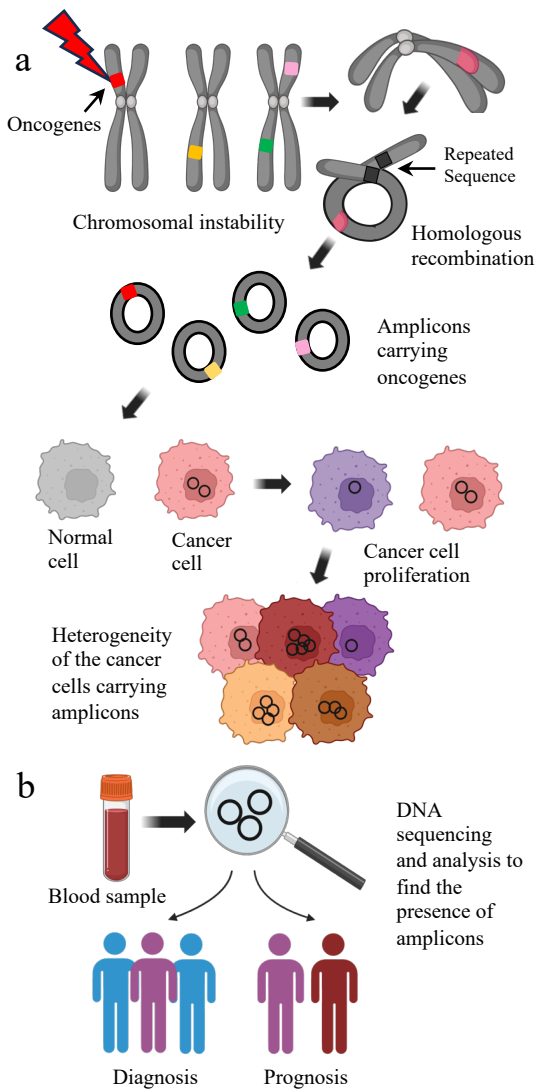 a
Oncogenes
Chromosomal instability
Repeated
Sequence
Homologous
recombination
Amplicons
carrying
oncogenes
Normal
cell
Cancer
cell
Cancer cell
proliferation
Heterogeneity
of the cancer
cells carrying
amplicons
b
Blood sample
DNA
sequencing
and analysis to
find the
presence of
amplicons
Diagnosis
Prognosis